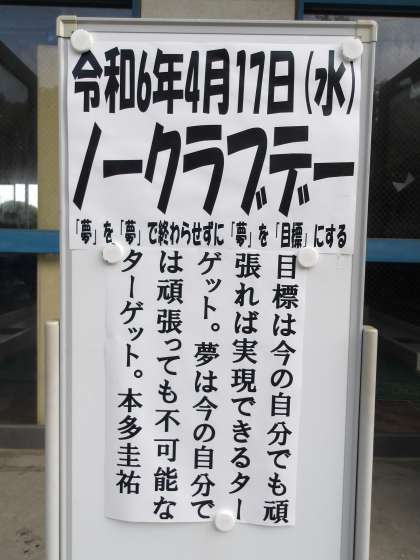 令和6年4月17日(水)
ノークラブデー
「夢」を「夢」で終わらせずに「夢」を「目標」にする
目標は今の自分でも頑
張れば実現できるター
ゲット。夢は今の自分で
は頑張っても不可能な
ターゲット。本多圭祐